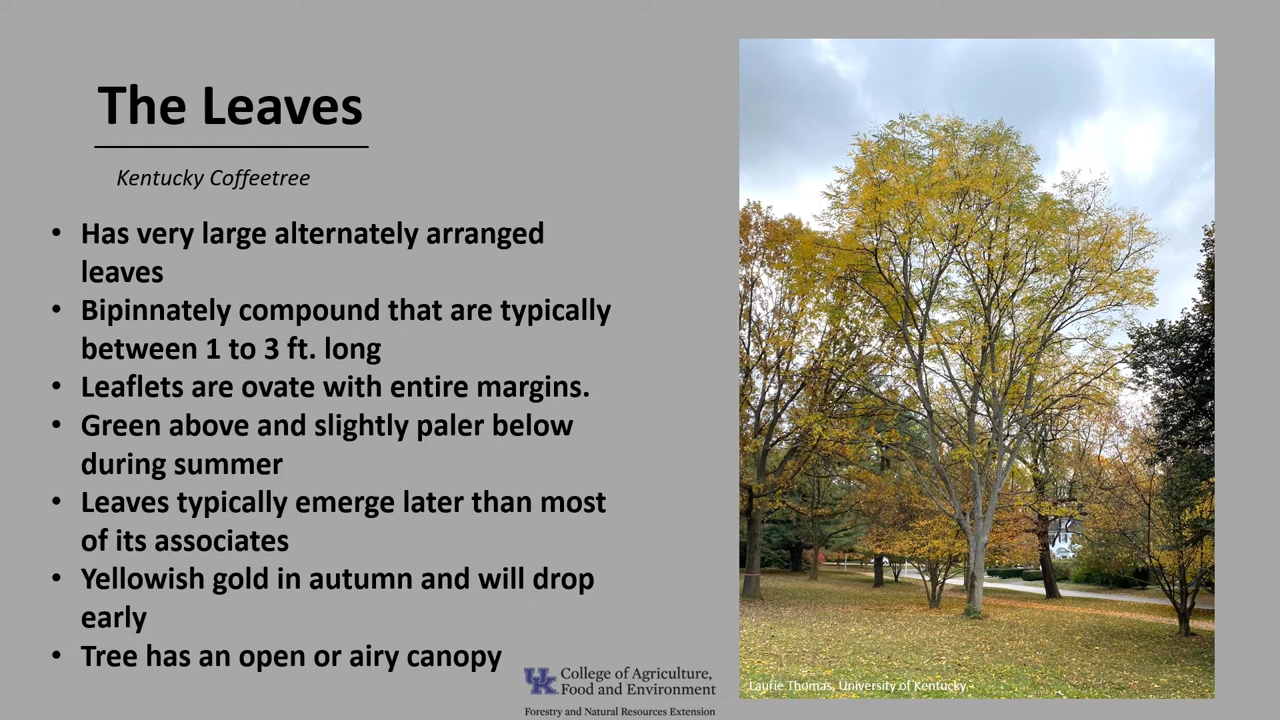 The Leaves
Kentucky Coffeetree
• Has very large alternately arranged
leaves
• Bipinnately compound that are typically
between 1 to 3 ft. long
• Leaflets are ovate with entire margins.
• Green above and slightly paler below
during summer
• Leaves typically emerge later than most
of its associates
• Yellowish gold in autumn and will drop
early
• Tree has an open or airy canopy
UK College of Agriculture,
Food and Environment
Forestry and Natural Resources Extension
Laurie Thomas, University of Kentucky